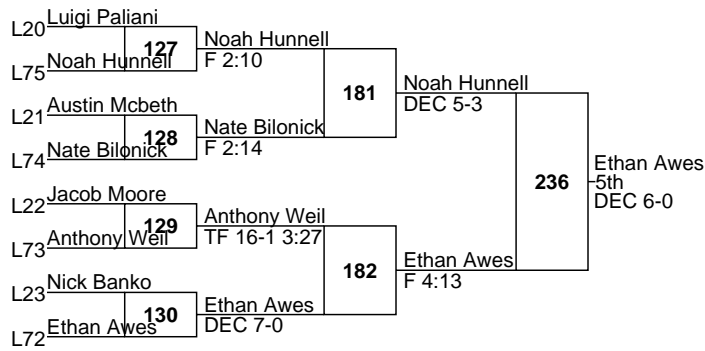 L20 Luigi Paliani
127
Noah Hunnell
F 2:10
L75 Noah Hunnell
181
Noah Hunnell
DEC 5-3
L21 Austin Mcbeth
128
Nate Bilonick
F 2:14
L74 Nate Bilonick
236
Ethan Awes
5th
DEC 6-0
L22 Jacob Moore
129
Anthony Weil
TF 16-1 3:27
L73 Anthony Weil
182
Ethan Awes
F 4:13
L23 Nick Banko
130
Ethan Awes
DEC 7-0
L72 Ethan Awes